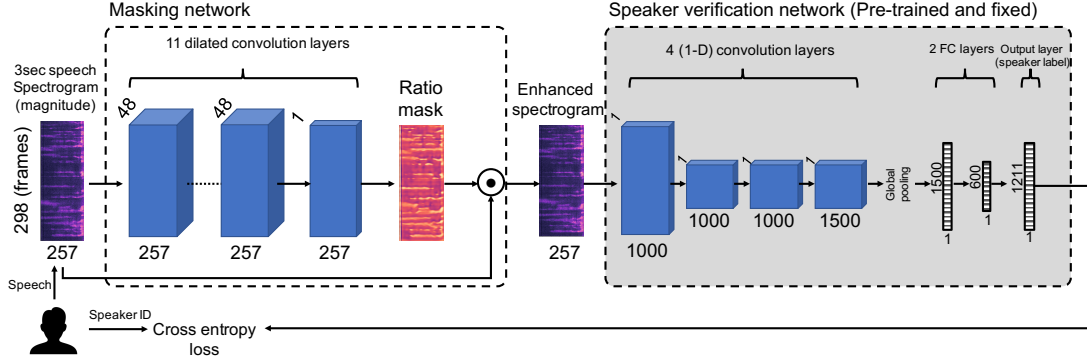 Masking network
Speaker verification network (Pre-trained and fixed)
11 dilated convolution layers
4 (1-D) convolution layers
2 FC layers
Output layer
(speaker label)
3sec speech
Spectrogram
(magnitude)
48
48
1
Ratio
mask
Enhanced
spectrogram
1
1
1
1
298 (frames)
Global
pooling
1500
600
1211
257
257
257
257
257
1000
1000
1000
1500
1
1
1
Speech
Speaker ID
Cross entropy
loss